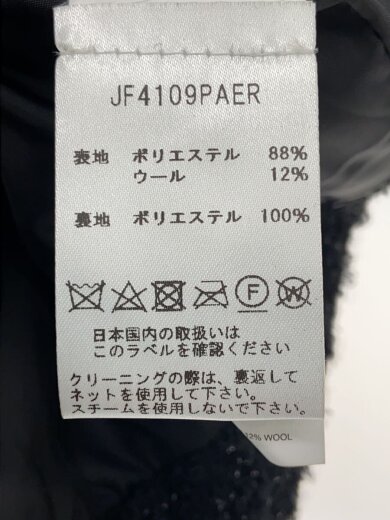 JF4109PAER
表地 ポリエステル 88%
ウール 12%
裏地 ポリエステル 100%
F W
日本国内の取扱いは
このラベルを確認ください
クリーニングの際は、裏返して
ネットを使用して下さい。
スチームを使用しないで下さい。
12% WOOL